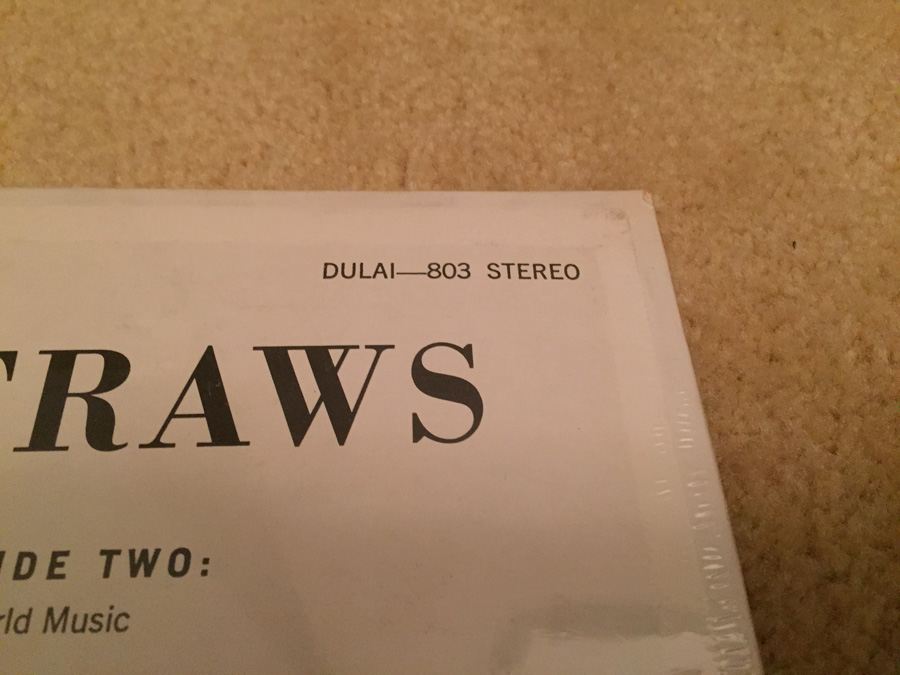 DULAI—803 STEREO
TRAWS
IDE TWO:
rld Music